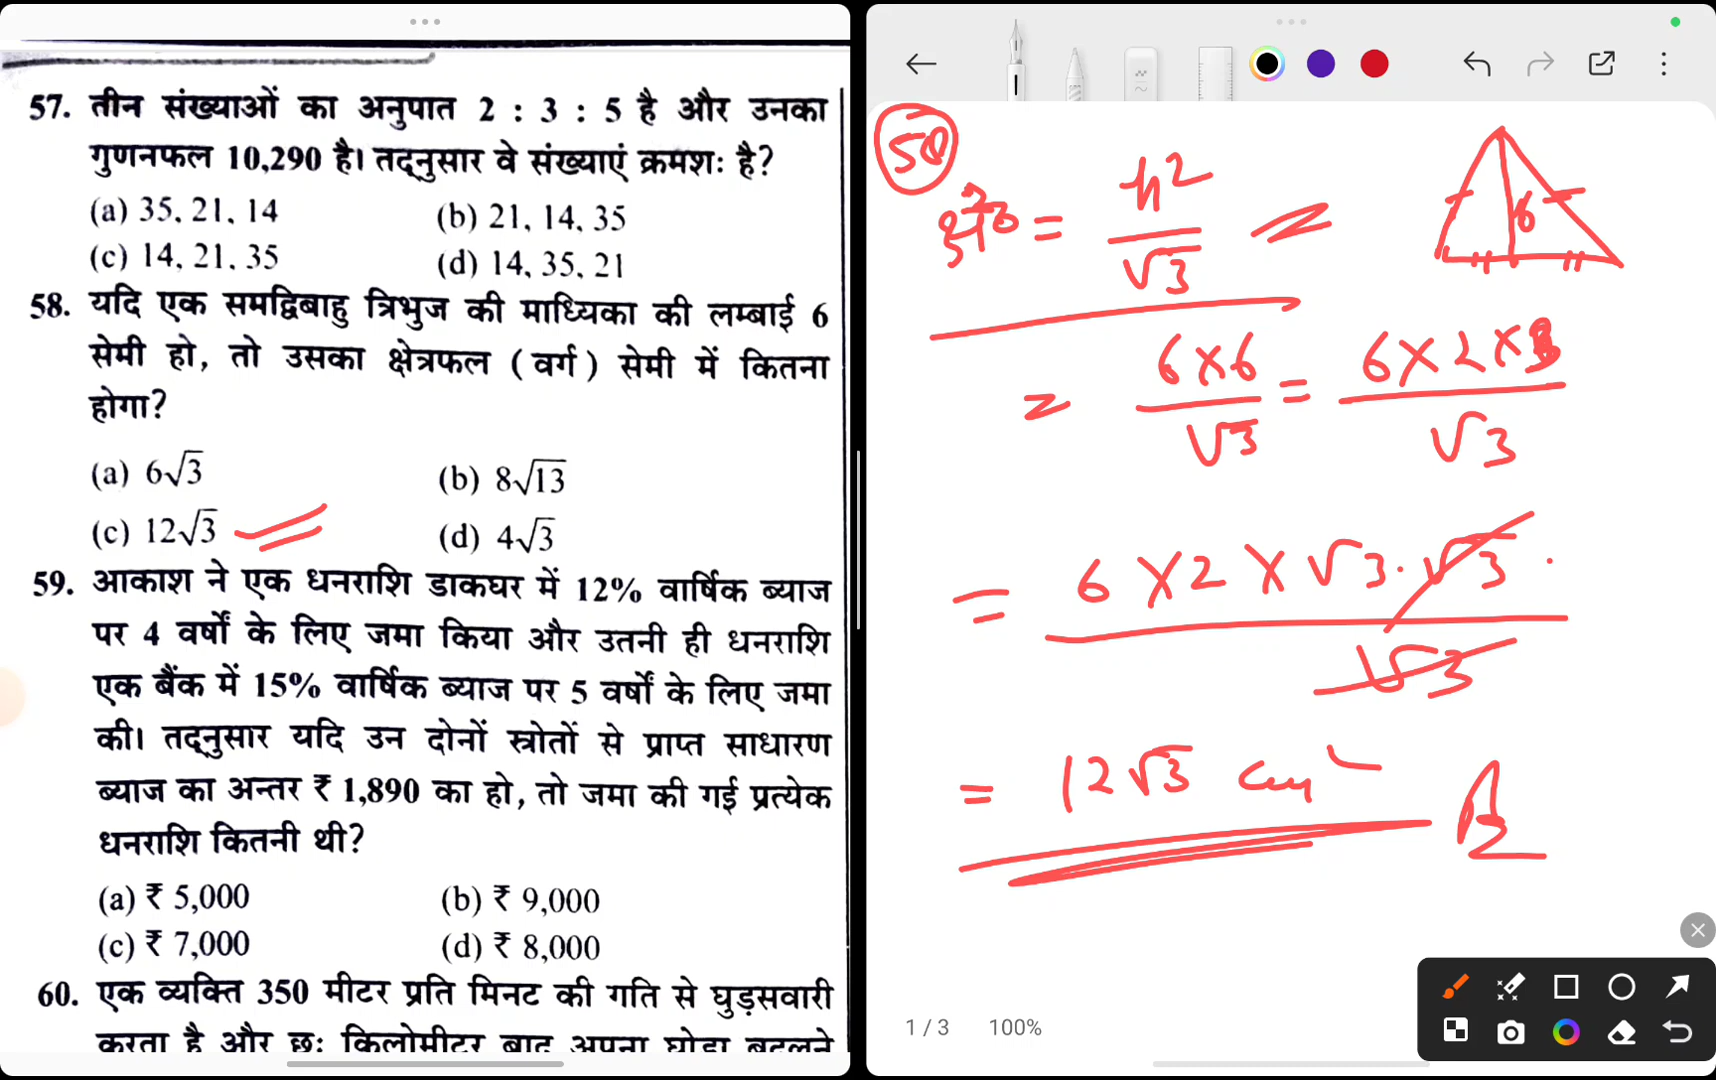 57. तीन संख्याओं का अनुपात 2 : 3 : 5 है और उनका
गुणनफल 10,290 है। तद्नुसार वे संख्याएं क्रमशः है?
(a) 35, 21, 14 (b) 21, 14, 35
(c) 14, 21, 35 (d) 14, 35, 21
58. यदि एक समद्विबाहु त्रिभुज की माध्यिका की लम्बाई 6
सेमी हो, तो उसका क्षेत्रफल (वर्ग) सेमी में कितना
होगा?
(a) 6√3 (b) 8√13
(c) 12√3 (d) 4√3
59. आकाश ने एक धनराशि डाकघर में 12% वार्षिक ब्याज
पर 4 वर्षों के लिए जमा किया और उतनी ही धनराशि
एक बैंक में 15% वार्षिक ब्याज पर 5 वर्षों के लिए जमा
की। तद्नुसार यदि उन दोनों स्त्रोतों से प्राप्त साधारण
ब्याज का अन्तर ₹ 1,890 का हो, तो जमा की गई प्रत्येक
धनराशि कितनी थी?
(a) ₹ 5,000 (b) ₹ 9,000
(c) ₹ 7,000 (d) ₹ 8,000
60. एक व्यक्ति 350 मीटर प्रति मिनट की गति से घुड़सवारी
करता है और छः किलोमीटर बाद अपना घोड़ा बदलने
= h²/√3
6
= 6×6/√3 = 6×2×3/√3
= 6×2×√3·√3/√3
= 12√3 cm²
1 / 3 100%